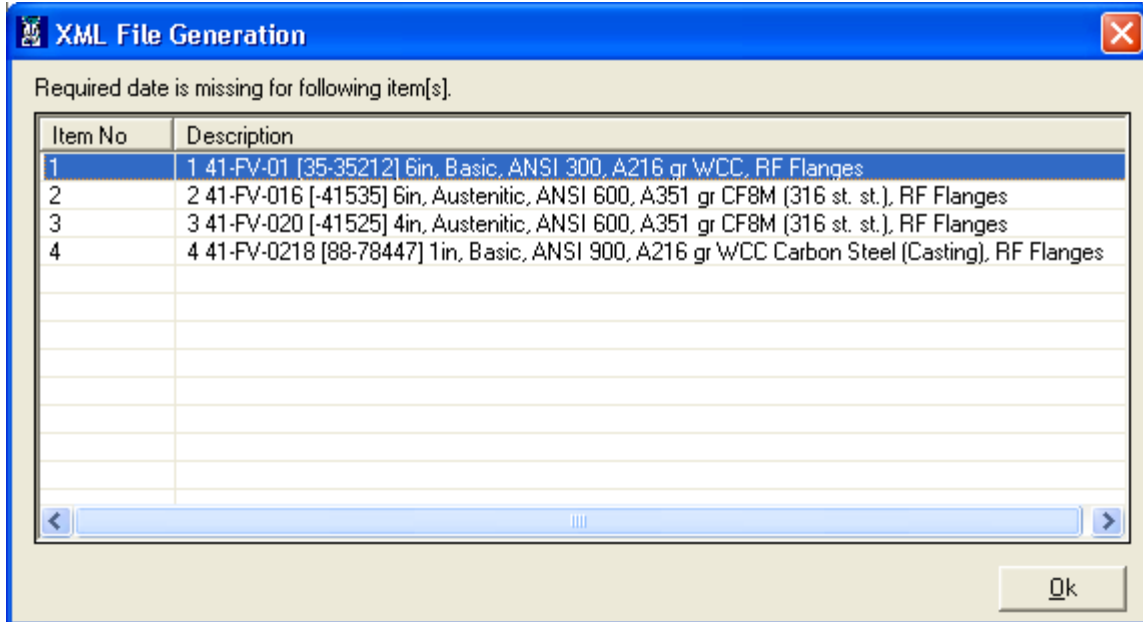 XML File Generation
Required date is missing for following item[s].
Item No Description
1 1 41-FV-01 [35-35212] 6in, Basic, ANSI 300, A216 gr WCC, RF Flanges
2 2 41-FV-016 [-41535] 6in, Austenitic, ANSI 600, A351 gr CF8M (316 st. st.), RF Flanges
3 3 41-FV-020 [-41525] 4in, Austenitic, ANSI 600, A351 gr CF8M (316 st. st.), RF Flanges
4 4 41-FV-0218 [88-78447] 1in, Basic, ANSI 900, A216 gr WCC Carbon Steel (Casting), RF Flanges
Ok